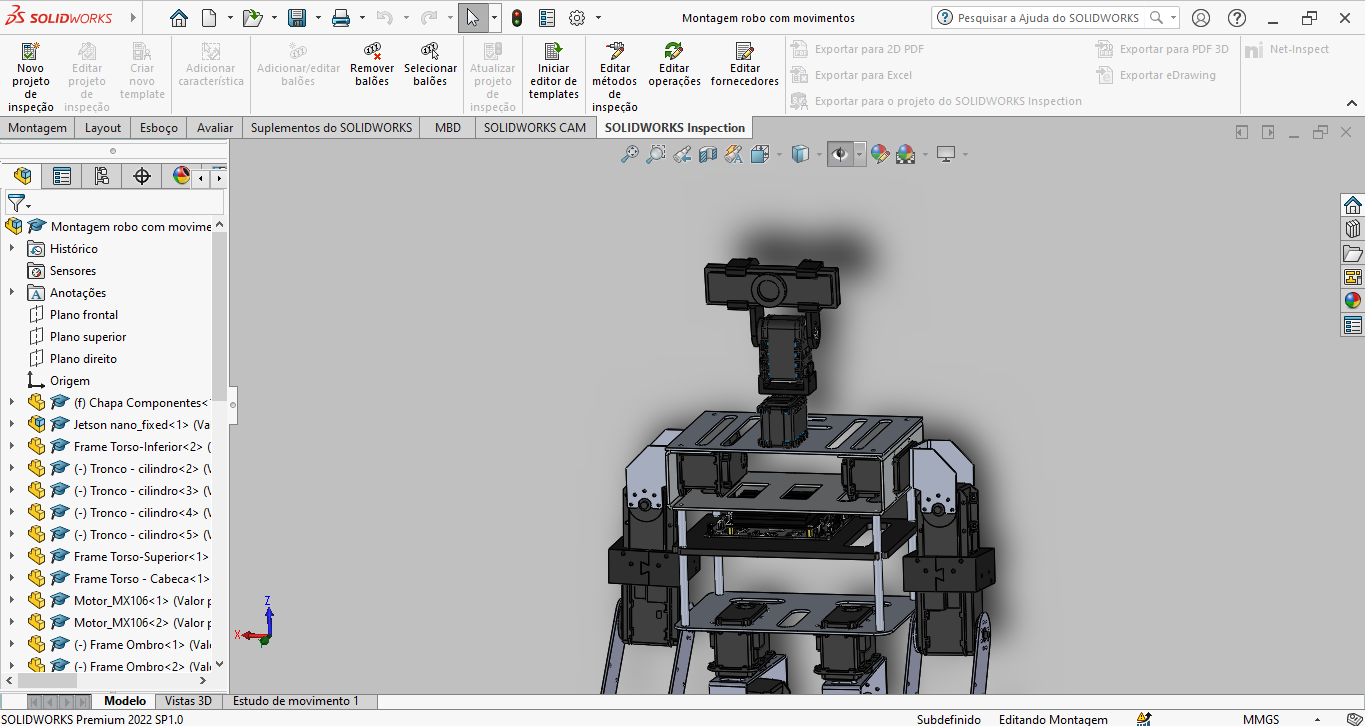 SOLIDWORKS
Montagem robo com movimentos
Pesquisar a Ajuda do SOLIDWORKS
Novo projeto de inspeção
Editar projeto de inspeção
Criar novo template
Adicionar característica
Adicionar/editar balões
Remover balões
Selecionar balões
Atualizar projeto de inspeção
Iniciar editor de templates
Editar métodos de inspeção
Editar operações
Editar fornecedores
Exportar para 2D PDF
Exportar para Excel
Exportar para o projeto do SOLIDWORKS Inspection
Exportar para PDF 3D
Exportar eDrawing
Net-Inspect
Montagem
Layout
Esboço
Avaliar
Suplementos do SOLIDWORKS
MBD
SOLIDWORKS CAM
SOLIDWORKS Inspection
Montagem robo com movime
Histórico
Sensores
Anotações
Plano frontal
Plano superior
Plano direito
Origem
(f) Chapa Componentes<
Jetson nano_fixed<1> (Va
Frame Torso-Inferior<2> (
(-) Tronco - cilindro<2> (V
(-) Tronco - cilindro<3> (V
(-) Tronco - cilindro<4> (V
(-) Tronco - cilindro<5> (V
Frame Torso-Superior<1>
Frame Torso - Cabeca<1>
Motor_MX106<1> (Valor p
Motor_MX106<2> (Valor p
(-) Frame Ombro<1> (Val
(-) Frame Ombro<2> (Val
Z
X
Modelo
Vistas 3D
Estudo de movimento 1
SOLIDWORKS Premium 2022 SP1.0
Subdefinido
Editando Montagem
MMGS